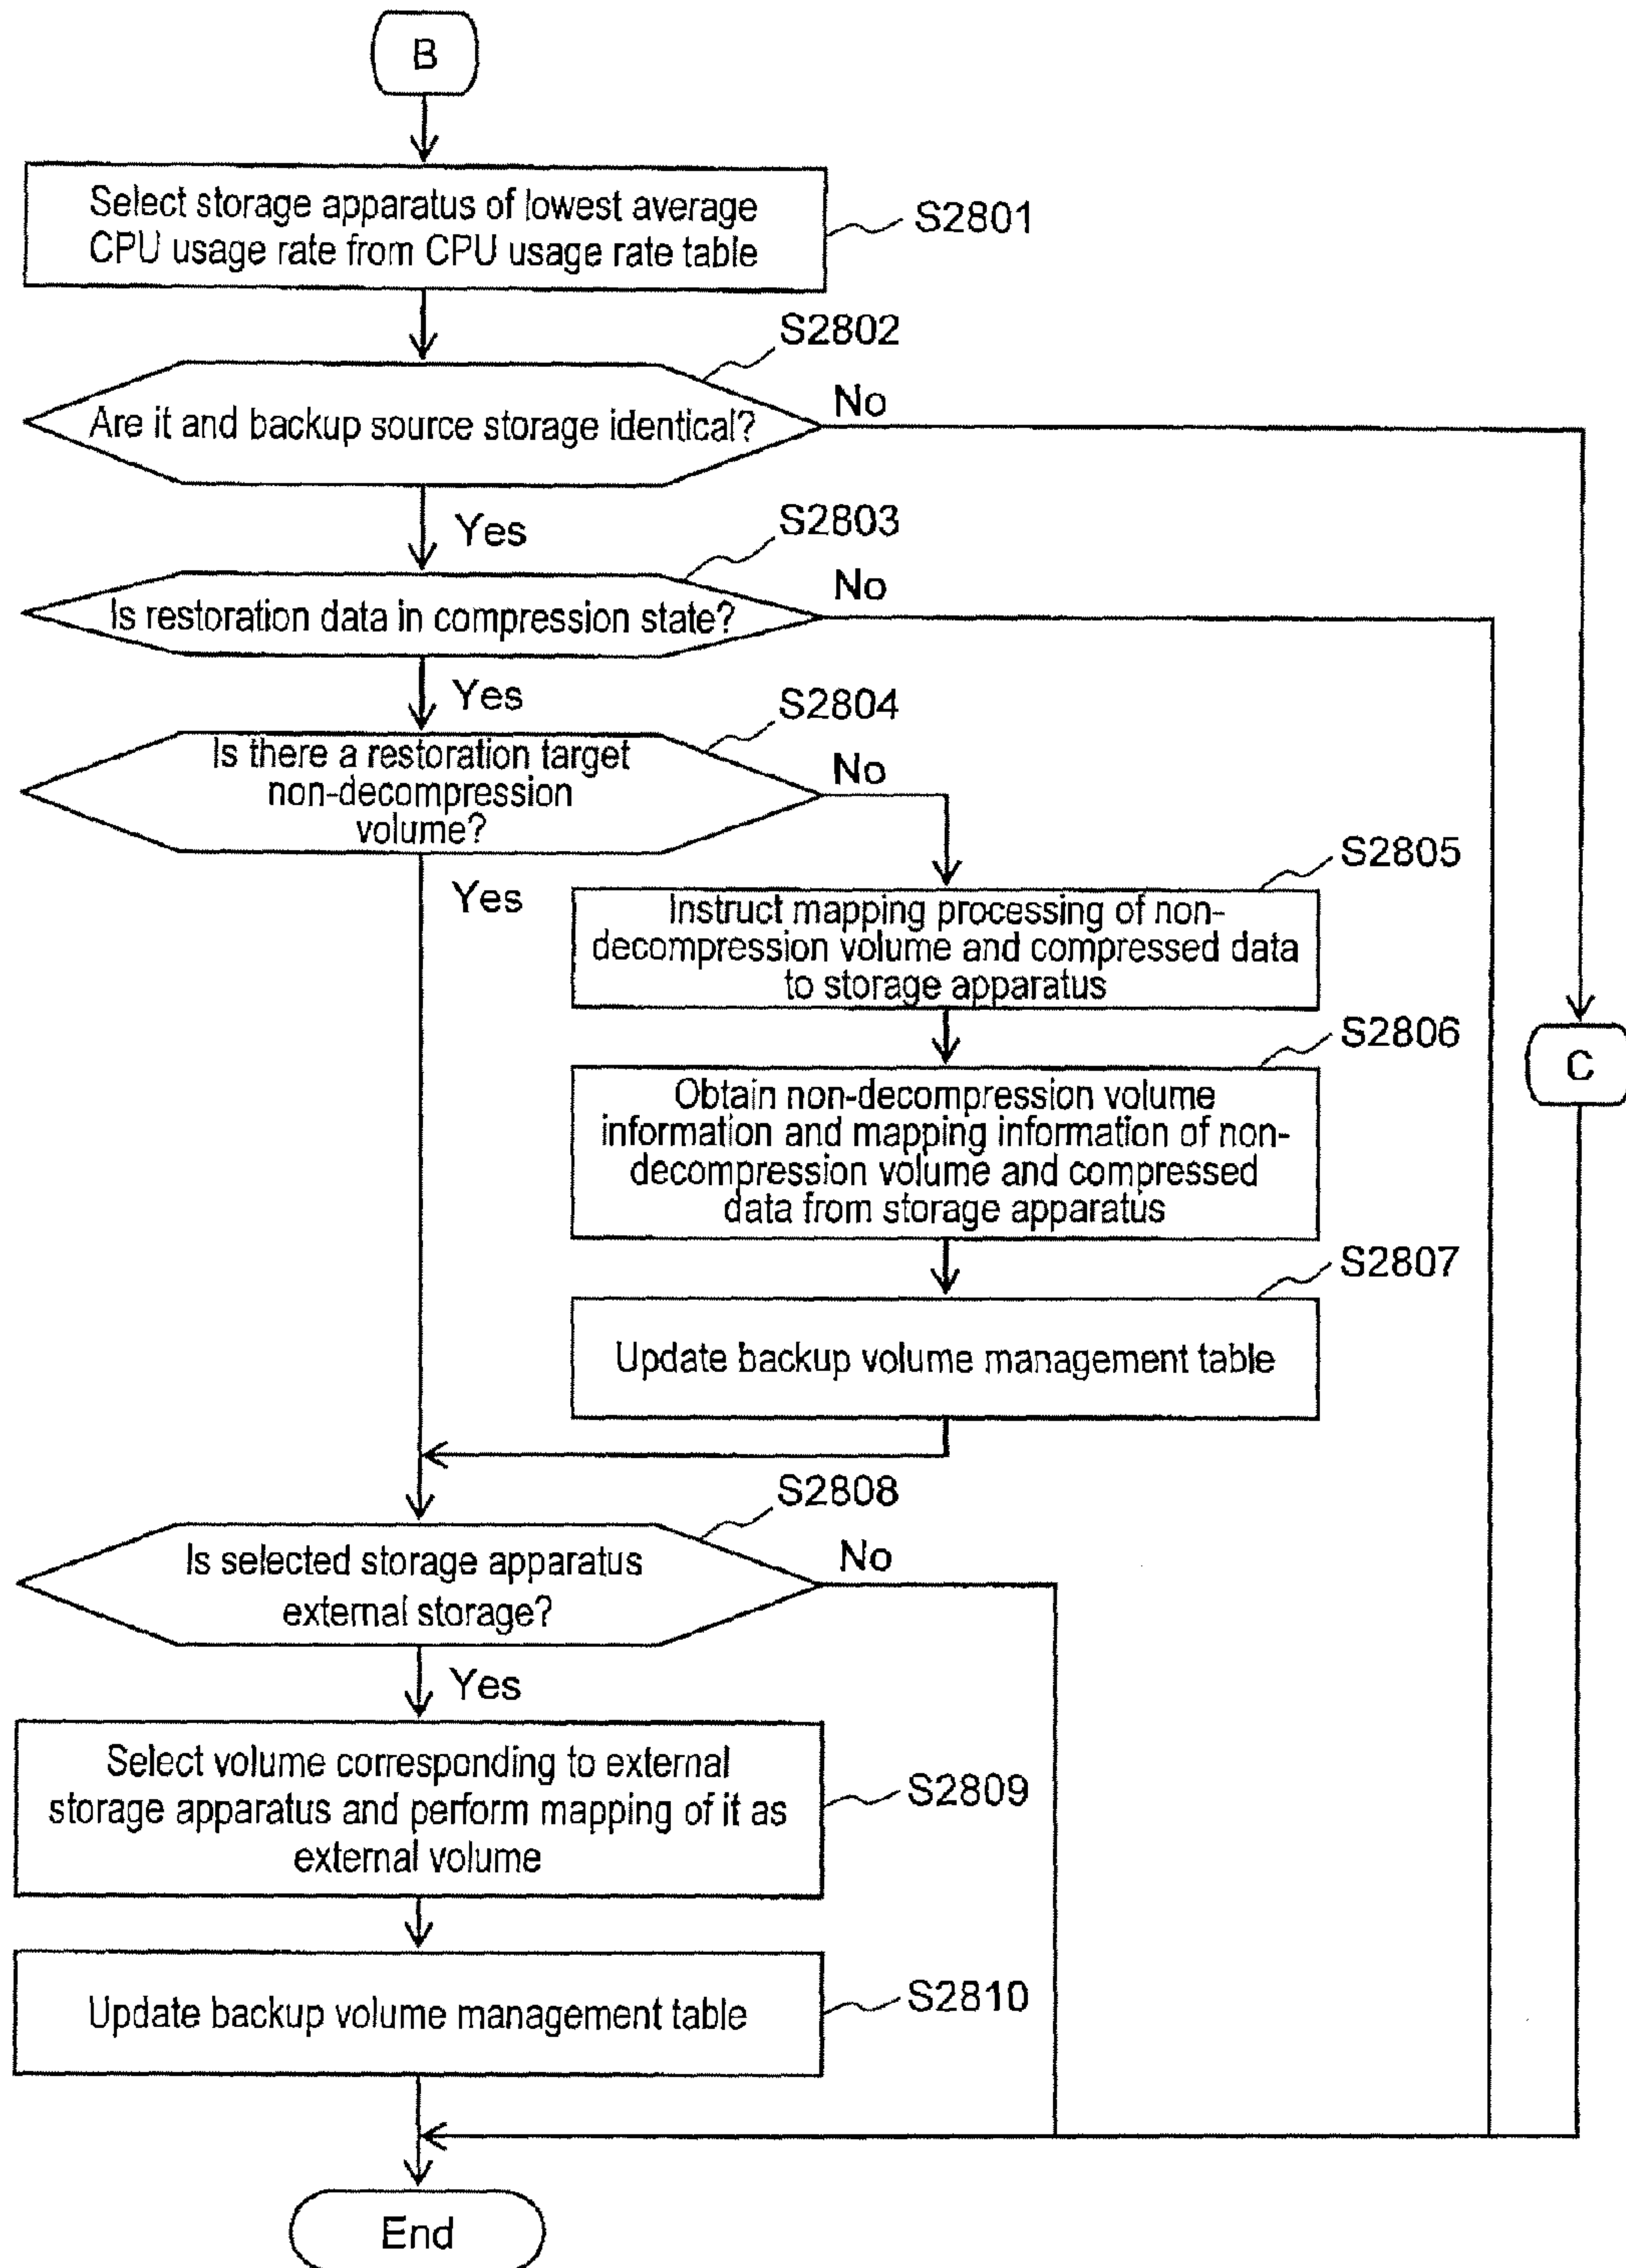 B
Select storage apparatus of lowest average
CPU usage rate from CPU usage rate table
S2801
S2802
Are it and backup source storage identical?
No
Yes
S2803
Is restoration data in compression state?
No
Yes
S2804
Is there a restoration target
non-decompression
volume?
No
Yes
S2805
Instruct mapping processing of non-
decompression volume and compressed data
to storage apparatus
S2806
C
Obtain non-decompression volume
information and mapping information of non-
decompression volume and compressed
data from storage apparatus
S2807
Update backup volume management table
S2808
Is selected storage apparatus
external storage?
No
Yes
Select volume corresponding to external
storage apparatus and perform mapping of it as
external volume
S2809
Update backup volume management table
S2810
End